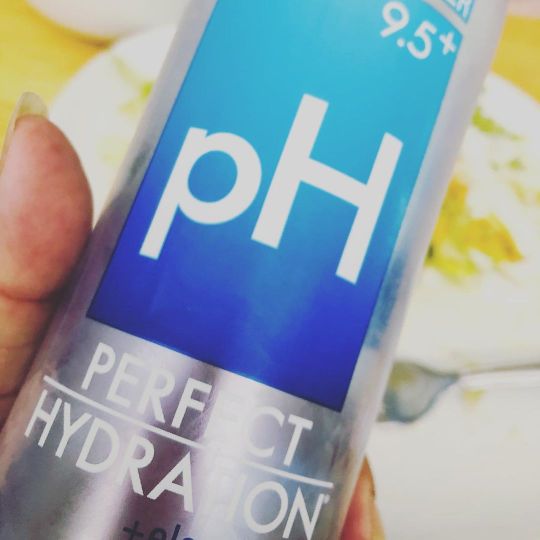 9.5+
pH
PERFECT
HYDRATION®